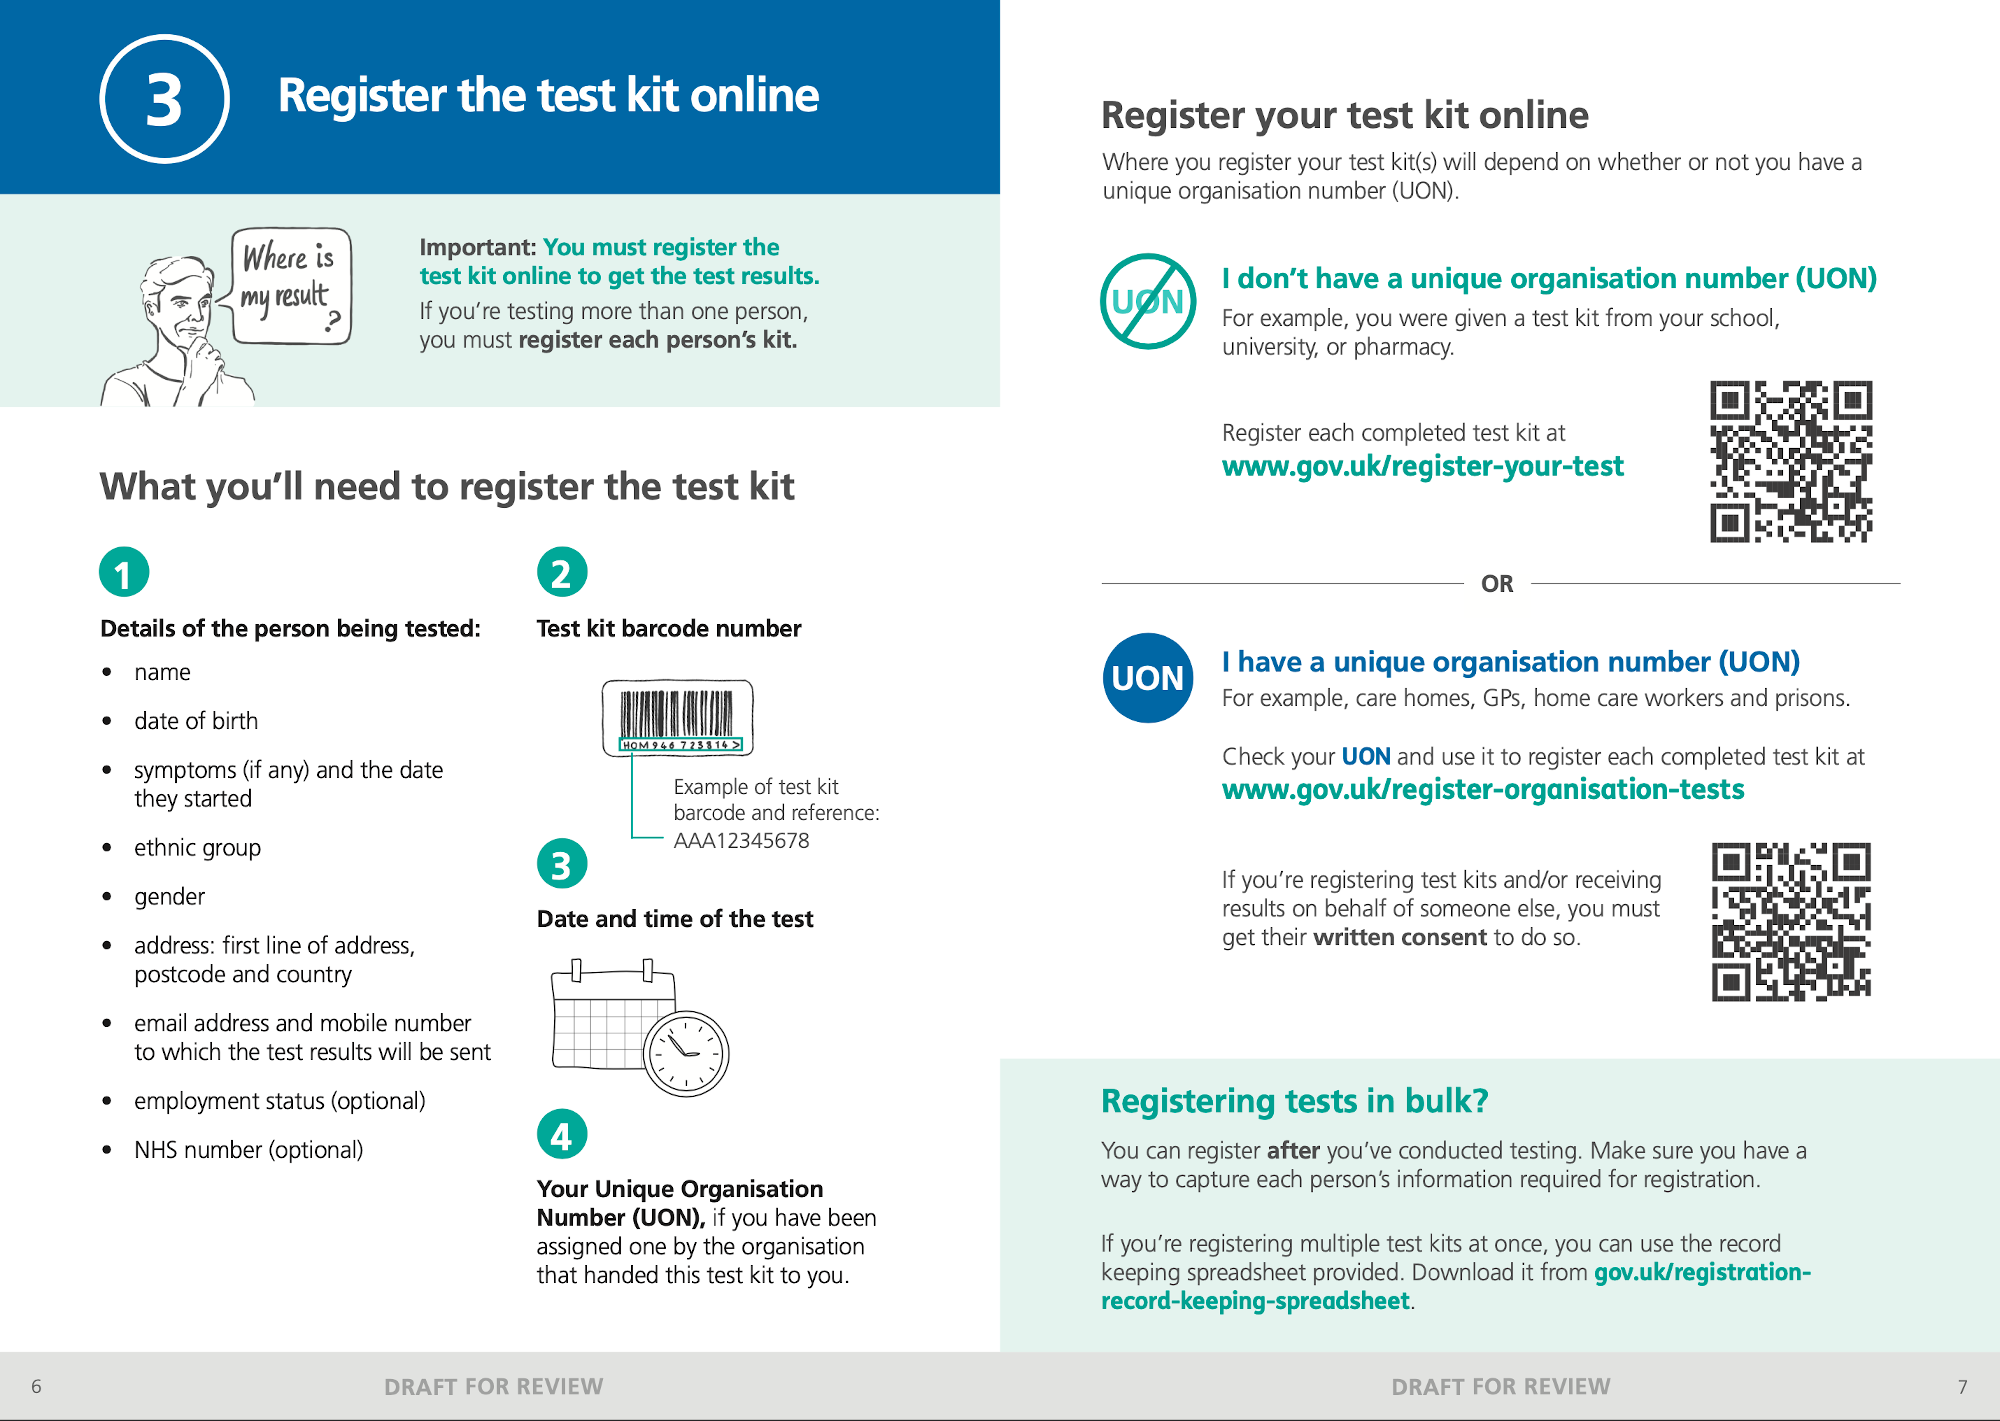 3
Register the test kit online
Where is
my result
?
Important: You must register the
test kit online to get the test results.
If you’re testing more than one person,
you must register each person’s kit.
What you’ll need to register the test kit
1
Details of the person being tested:
• name
• date of birth
• symptoms (if any) and the date
they started
• ethnic group
• gender
• address: first line of address,
postcode and country
• email address and mobile number
to which the test results will be sent
• employment status (optional)
• NHS number (optional)
2
Test kit barcode number
HOM 946 723814 >
Example of test kit
barcode and reference:
AAA12345678
3
Date and time of the test
4
Your Unique Organisation
Number (UON), if you have been
assigned one by the organisation
that handed this test kit to you.
6
DRAFT FOR REVIEW
Register your test kit online
Where you register your test kit(s) will depend on whether or not you have a
unique organisation number (UON).
UON
I don’t have a unique organisation number (UON)
For example, you were given a test kit from your school,
university, or pharmacy.
Register each completed test kit at
www.gov.uk/register-your-test
OR
UON
I have a unique organisation number (UON)
For example, care homes, GPs, home care workers and prisons.
Check your UON and use it to register each completed test kit at
www.gov.uk/register-organisation-tests
If you’re registering test kits and/or receiving
results on behalf of someone else, you must
get their written consent to do so.
Registering tests in bulk?
You can register after you’ve conducted testing. Make sure you have a
way to capture each person’s information required for registration.
If you’re registering multiple test kits at once, you can use the record
keeping spreadsheet provided. Download it from gov.uk/registration-
record-keeping-spreadsheet.
DRAFT FOR REVIEW
7